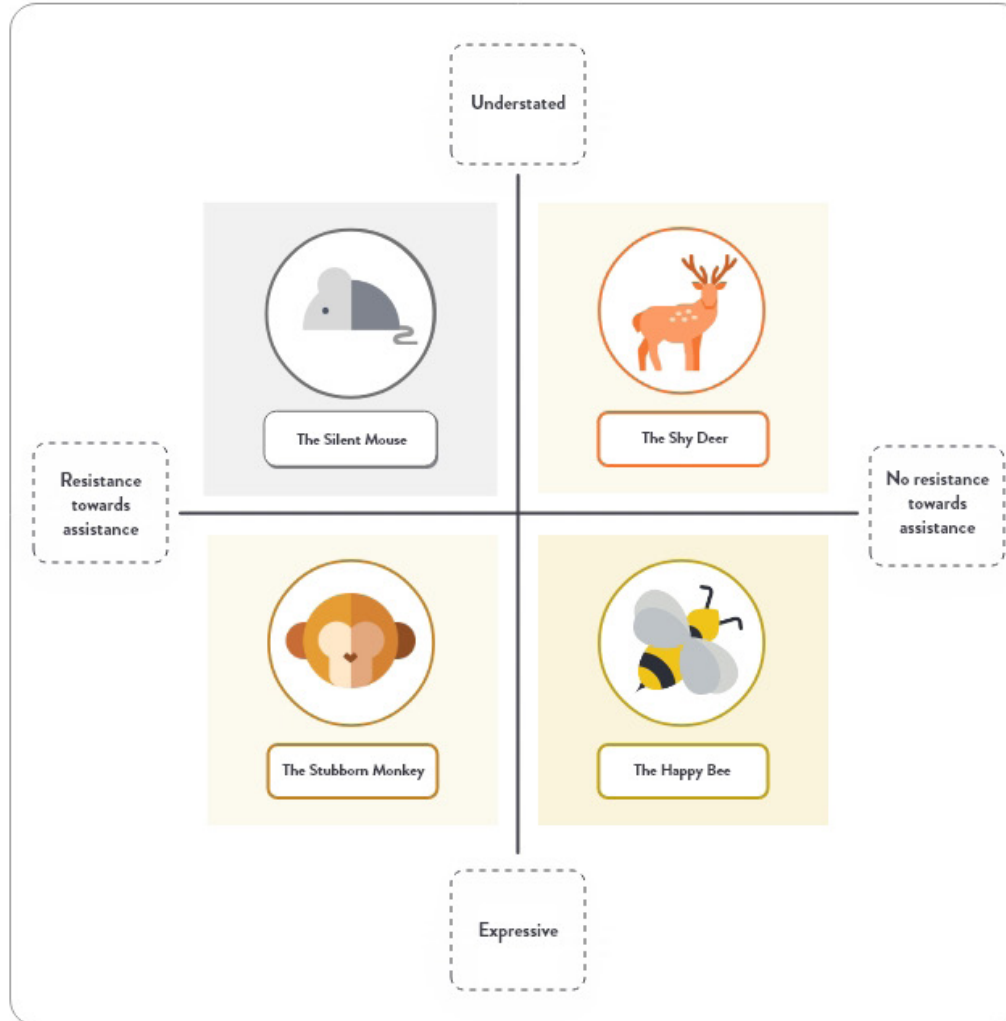 Understated
The Silent Mouse
The Shy Deer
Resistance
towards
assistance
No resistance
towards
assistance
The Stubborn Monkey
The Happy Bee
Expressive